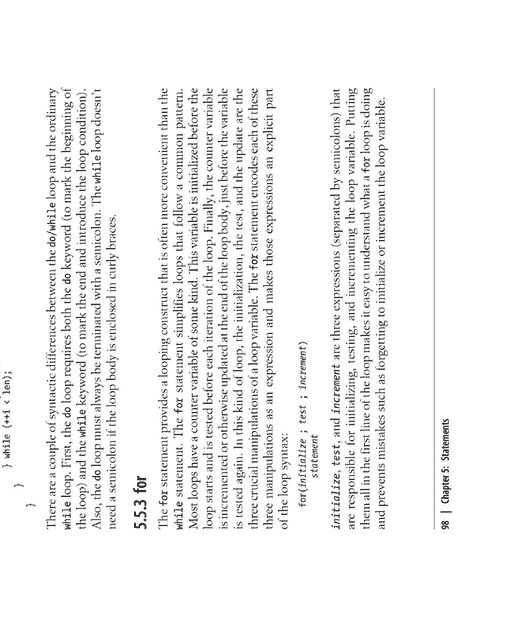 } while (++i < len);
}
}
There are a couple of syntactic differences between the do/while loop and the ordinary
while loop. First, the do loop requires both the do keyword (to mark the beginning of
the loop) and the while keyword (to mark the end and introduce the loop condition).
Also, the do loop must always be terminated with a semicolon. The while loop doesn't
need a semicolon if the loop body is enclosed in curly braces.
5.5.3 for
The for statement provides a looping construct that is often more convenient than the
while statement. The for statement simplifies loops that follow a common pattern.
Most loops have a counter variable of some kind. This variable is initialized before the
loop starts and is tested before each iteration of the loop. Finally, the counter variable
is incremented or otherwise updated at the end of the loop body, just before the variable
is tested again. In this kind of loop, the initialization, the test, and the update are the
three crucial manipulations of a loop variable. The for statement encodes each of these
three manipulations as an expression and makes those expressions an explicit part
of the loop syntax:
for(initialize ; test ; increment)
statement
initialize, test, and increment are three expressions (separated by semicolons) that
are responsible for initializing, testing, and incrementing the loop variable. Putting
them all in the first line of the loop makes it easy to understand what a for loop is doing
and prevents mistakes such as forgetting to initialize or increment the loop variable.
98 | Chapter 5: Statements